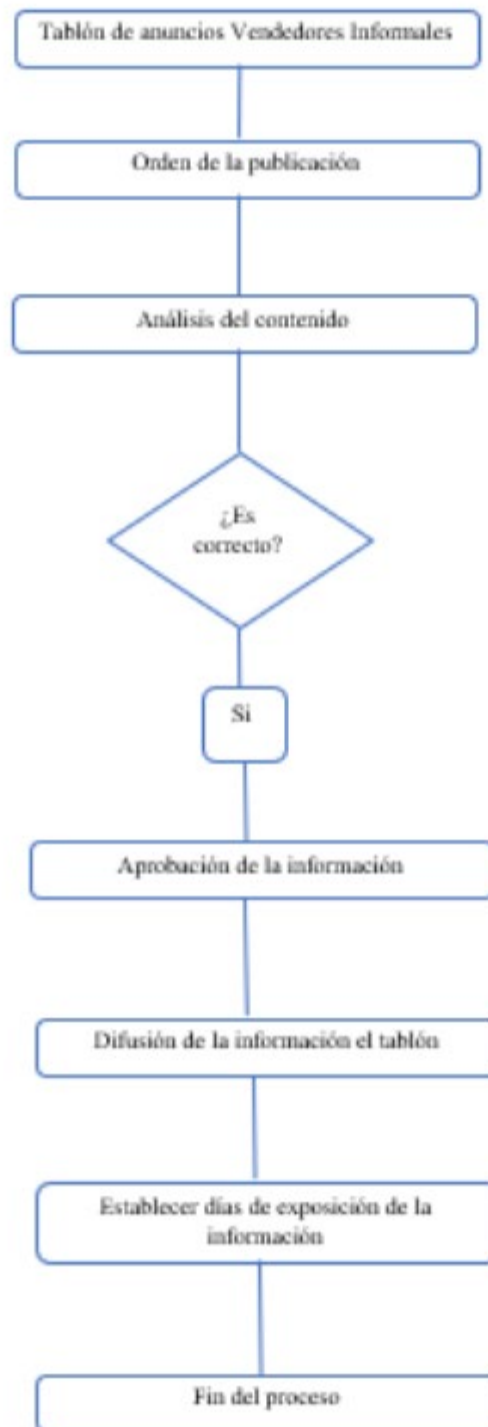 Tablón de anuncios Vendedores Informales
Orden de la publicación
Análisis del contenido
¿Es
correcto?
Si
Aprobación de la información
Difusión de la información el tablón
Establecer días de exposición de la
información
Fin del proceso